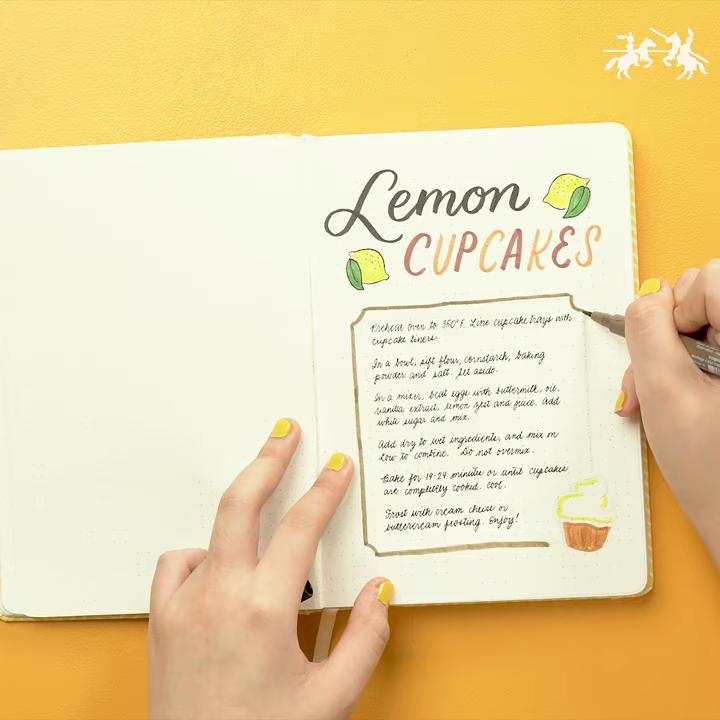 Lemon
CUPCAKES
Preheat oven to 350°F. Line cupcake trays with
cupcake liners.
In a bowl, sift flour, cornstarch, baking
powder and salt. Set aside.
In a mixer, beat eggs with buttermilk, oil,
vanilla extract, lemon zest and juice. Add
white sugar and mix.
Add dry to wet ingredients, and mix on
low to combine. Do not overmix.
Bake for 19-24 minutes or until cupcakes
are completely cooked. Cool.
Frost with cream cheese or
buttercream frosting. Enjoy!